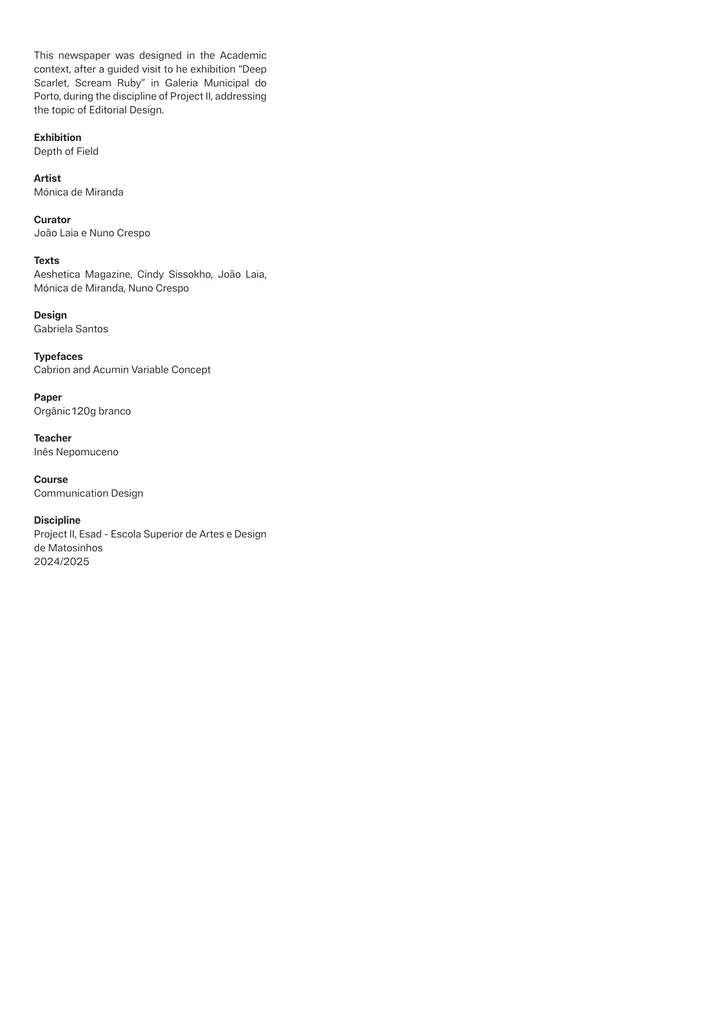 This newspaper was designed in the Academic
context, after a guided visit to he exhibition “Deep
Scarlet, Scream Ruby” in Galeria Municipal do
Porto, during the discipline of Project II, addressing
the topic of Editorial Design.
Exhibition
Depth of Field
Artist
Mónica de Miranda
Curator
João Laia e Nuno Crespo
Texts
Aeshetica Magazine, Cindy Sissokho, João Laia,
Mónica de Miranda, Nuno Crespo
Design
Gabriela Santos
Typefaces
Cabrion and Acumin Variable Concept
Paper
Orgânic120g branco
Teacher
Inês Nepomuceno
Course
Communication Design
Discipline
Project II, Esad - Escola Superior de Artes e Design
de Matosinhos
2024/2025